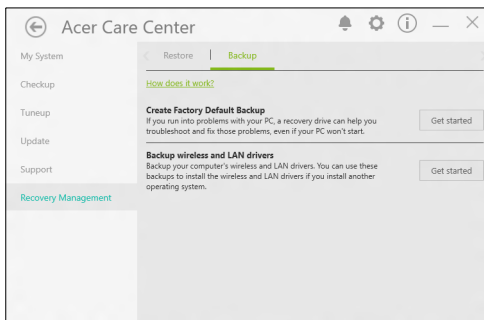 Acer Care Center
My System
Checkup
Tuneup
Update
Support
Recovery Management
Restore
Backup
How does it work?
Create Factory Default Backup
If you run into problems with your PC, a recovery drive can help you
troubleshoot and fix those problems, even if your PC won't start.
Get started
Backup wireless and LAN drivers
Backup your computer's wireless and LAN drivers. You can use these
backups to install the wireless and LAN drivers if you install another
operating system.
Get started